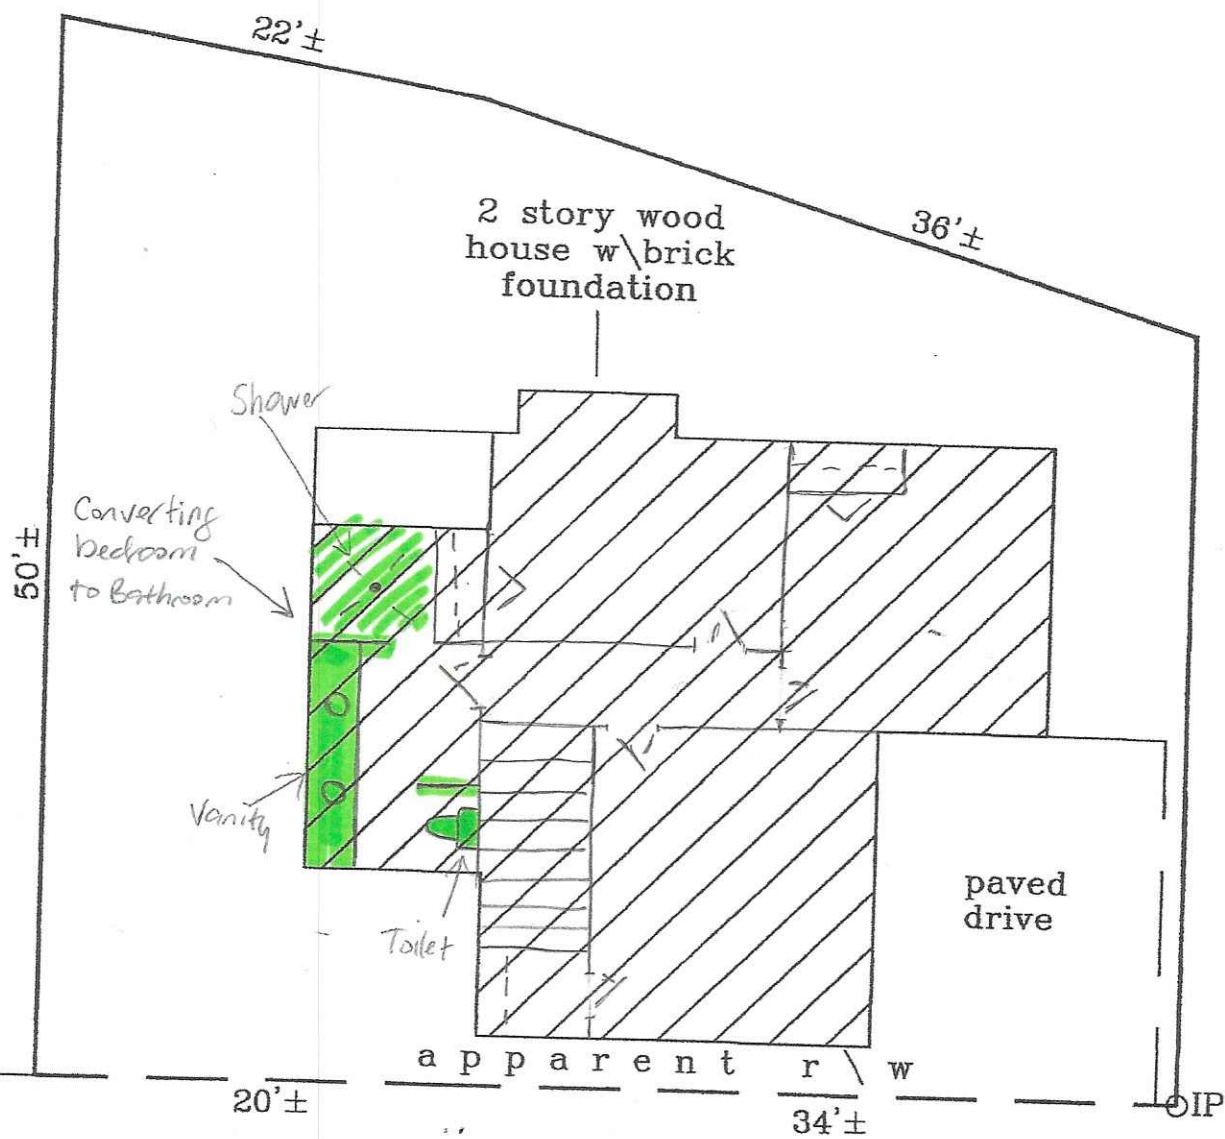 22'±
36'±
2 story wood
house w\brick
foundation
Shower
Converting
bedroom
to Bathroom
50'±
Vanity
Toilet
paved
drive
apparent r\w
20'±
34'±
IP